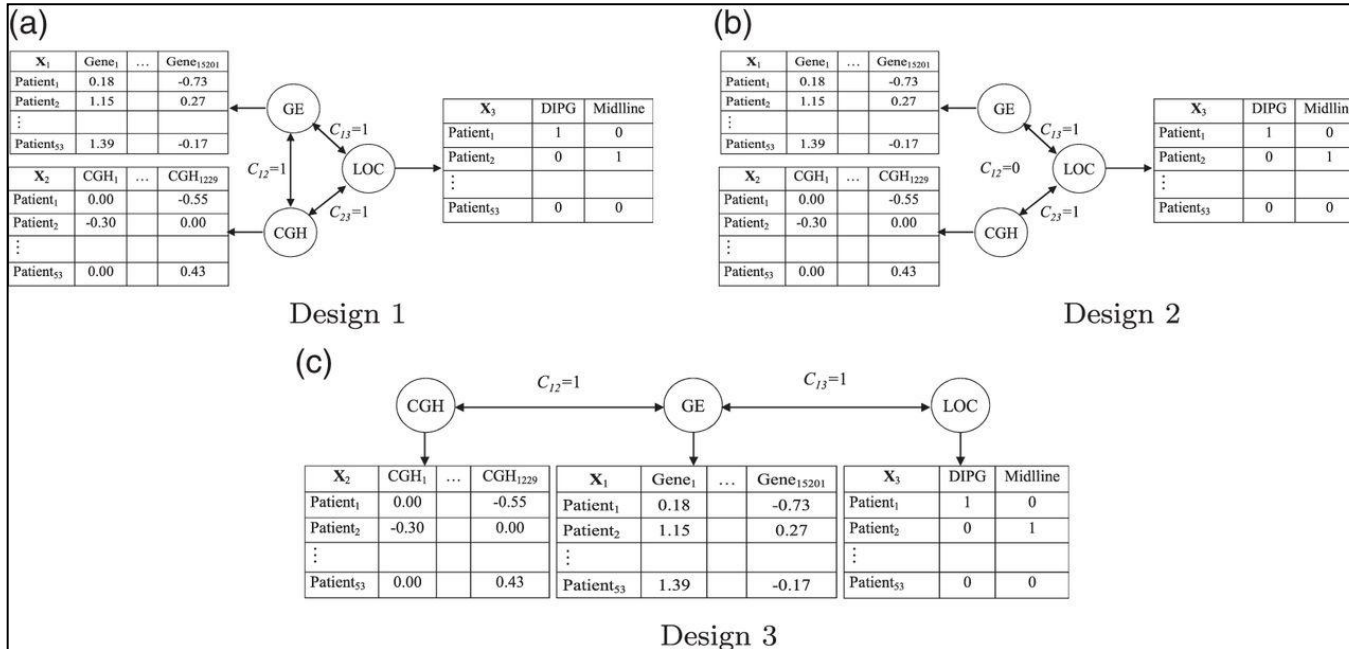 (a)
X₁ Gene₁ ... Gene₁₅₂₀₁
Patient₁ 0.18 -0.73
Patient₂ 1.15 0.27
⋮
Patient₅₃ 1.39 -0.17
X₂ CGH₁ ... CGH₁₂₂₉
Patient₁ 0.00 -0.55
Patient₂ -0.30 0.00
⋮
Patient₅₃ 0.00 0.43
GE
C₁₃=1
C₁₂=1
LOC
C₂₃=1
CGH
X₃ DIPG Midlline
Patient₁ 1 0
Patient₂ 0 1
⋮
Patient₅₃ 0 0
Design 1
(b)
X₁ Gene₁ ... Gene₁₅₂₀₁
Patient₁ 0.18 -0.73
Patient₂ 1.15 0.27
⋮
Patient₅₃ 1.39 -0.17
X₂ CGH₁ ... CGH₁₂₂₉
Patient₁ 0.00 -0.55
Patient₂ -0.30 0.00
⋮
Patient₅₃ 0.00 0.43
GE
C₁₃=1
C₁₂=0
LOC
C₂₃=1
CGH
X₃ DIPG Midlline
Patient₁ 1 0
Patient₂ 0 1
⋮
Patient₅₃ 0 0
Design 2
(c)
CGH C₁₂=1 GE C₁₃=1 LOC
X₂ CGH₁ ... CGH₁₂₂₉
Patient₁ 0.00 -0.55
Patient₂ -0.30 0.00
⋮
Patient₅₃ 0.00 0.43
X₁ Gene₁ ... Gene₁₅₂₀₁
Patient₁ 0.18 -0.73
Patient₂ 1.15 0.27
⋮
Patient₅₃ 1.39 -0.17
X₃ DIPG Midlline
Patient₁ 1 0
Patient₂ 0 1
⋮
Patient₅₃ 0 0
Design 3